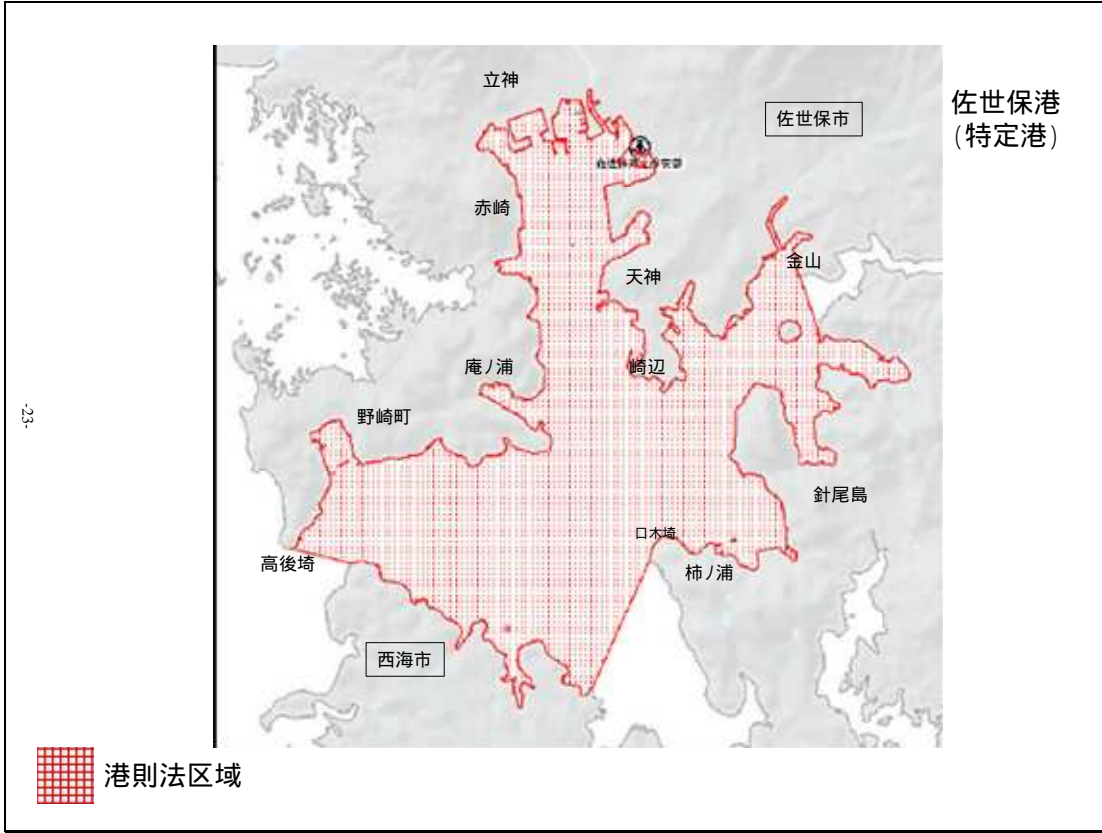 佐世保港
(特定港)
立神
佐世保市
赤崎
金山
天神
庵ノ浦
崎辺
野崎町
-23-
針尾島
口木埼
高後埼
柿ノ浦
西海市
港則法区域